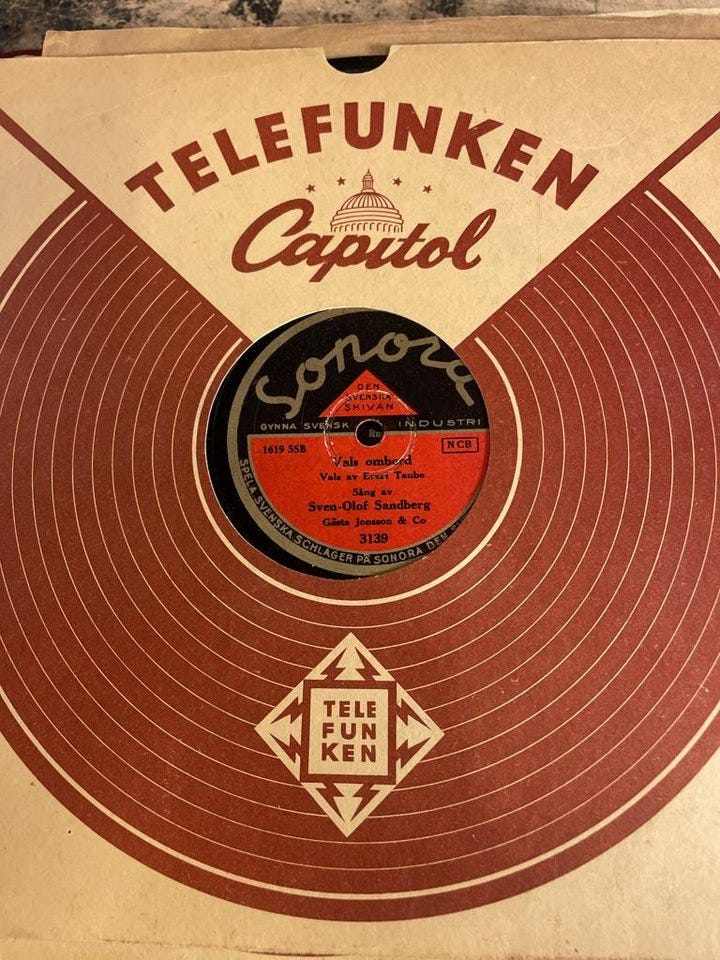 TELEFUNKEN
Capitol
Sonora
DEN
SVENSKA
SKIVAN
GYNNA SVENSK INDUSTRI
1619 SSB
NCB
Vals ombord
Vals av Evert Taube
Sång av
Sven-Olof Sandberg
Gösta Jonsson & Co
3139
SPELA SVENSKA SCHLAGER PÅ SONORA DEN
TELE
FUN
KEN